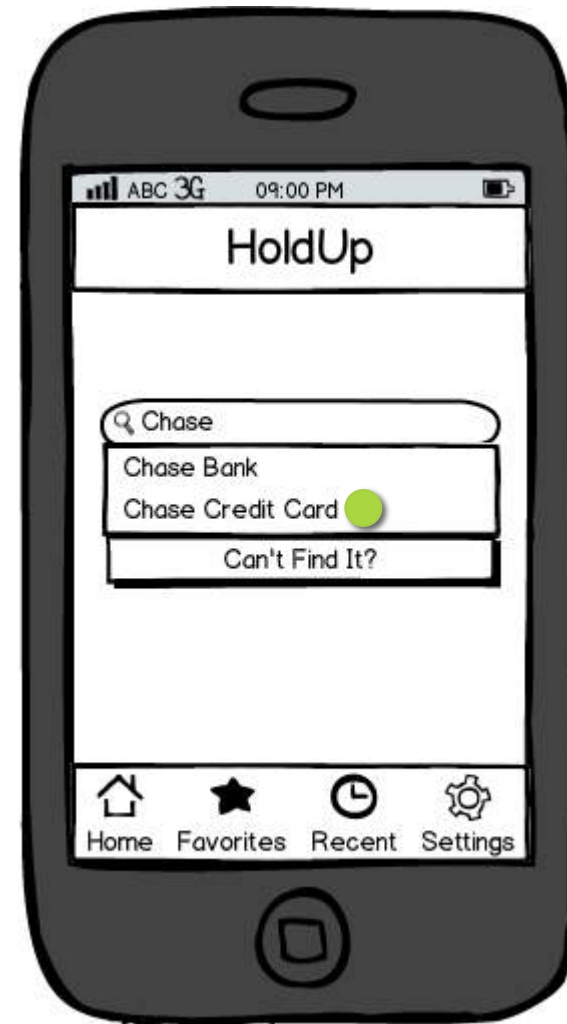 ABC 3G 09:00 PM
HoldUp
Chase
Chase Bank
Chase Credit Card
Can't Find It?
Home Favorites Recent Settings